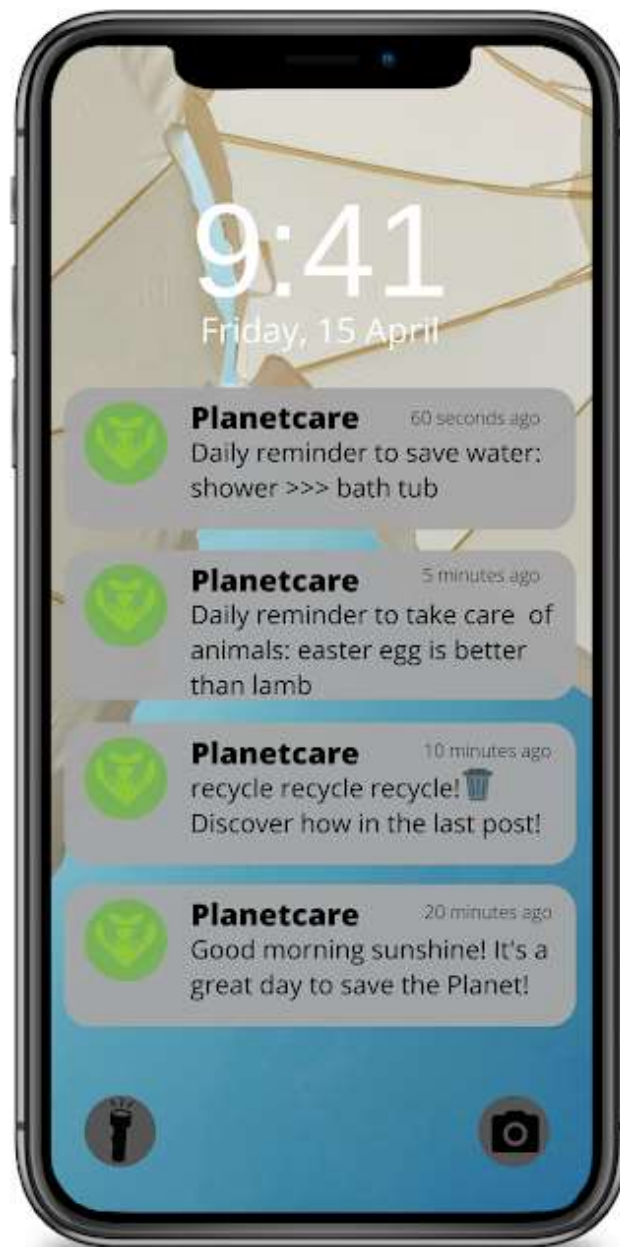 9:41
Friday, 15 April
Planetcare 60 seconds ago
Daily reminder to save water:
shower >>> bath tub
Planetcare 5 minutes ago
Daily reminder to take care of
animals: easter egg is better
than lamb
Planetcare 10 minutes ago
recycle recycle recycle!🗑️
Discover how in the last post!
Planetcare 20 minutes ago
Good morning sunshine! It's a
great day to save the Planet!